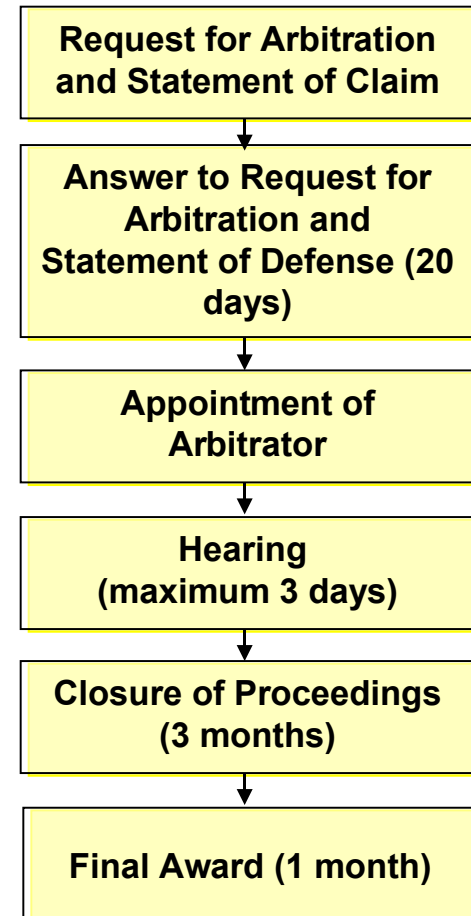 Request for Arbitration
and Statement of Claim
Answer to Request for
Arbitration and
Statement of Defense (20
days)
Appointment of
Arbitrator
Hearing
(maximum 3 days)
Closure of Proceedings
(3 months)
Final Award (1 month)